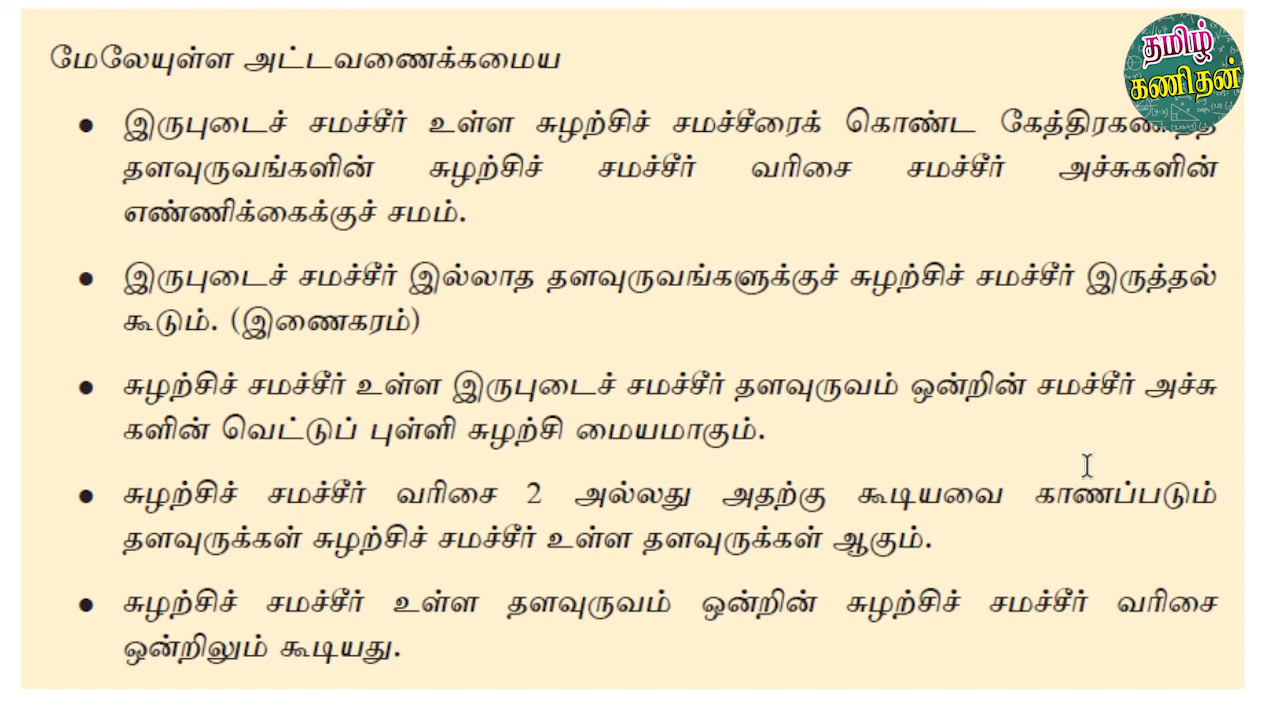 தமிழ்
கணிதன்
மேலேயுள்ள அட்டவணைக்கமைய
● இருபுடைச் சமச்சீர் உள்ள சுழற்சிச் சமச்சீரைக் கொண்ட
தளவுருவங்களின் சுழற்சிச் சமச்சீர் வரிசை சமச்சீர் அச்சுகளின்
எண்ணிக்கைக்குச் சமம்.
● இருபுடைச் சமச்சீர் இல்லாத தளவுருவங்களுக்குச் சுழற்சிச் சமச்சீர் இருத்தல்
கூடும். (இணைகரம்)
● சுழற்சிச் சமச்சீர் உள்ள இருபுடைச் சமச்சீர் தளவுருவம் ஒன்றின் சமச்சீர் அச்சு
களின் வெட்டுப் புள்ளி சுழற்சி மையமாகும்.
● சுழற்சிச் சமச்சீர் வரிசை 2 அல்லது அதற்கு கூடியவை காணப்படும்
தளவுருக்கள் சுழற்சிச் சமச்சீர் உள்ள தளவுருக்கள் ஆகும்.
● சுழற்சிச் சமச்சீர் உள்ள தளவுருவம் ஒன்றின் சுழற்சிச் சமச்சீர் வரிசை
ஒன்றிலும் கூடியது.